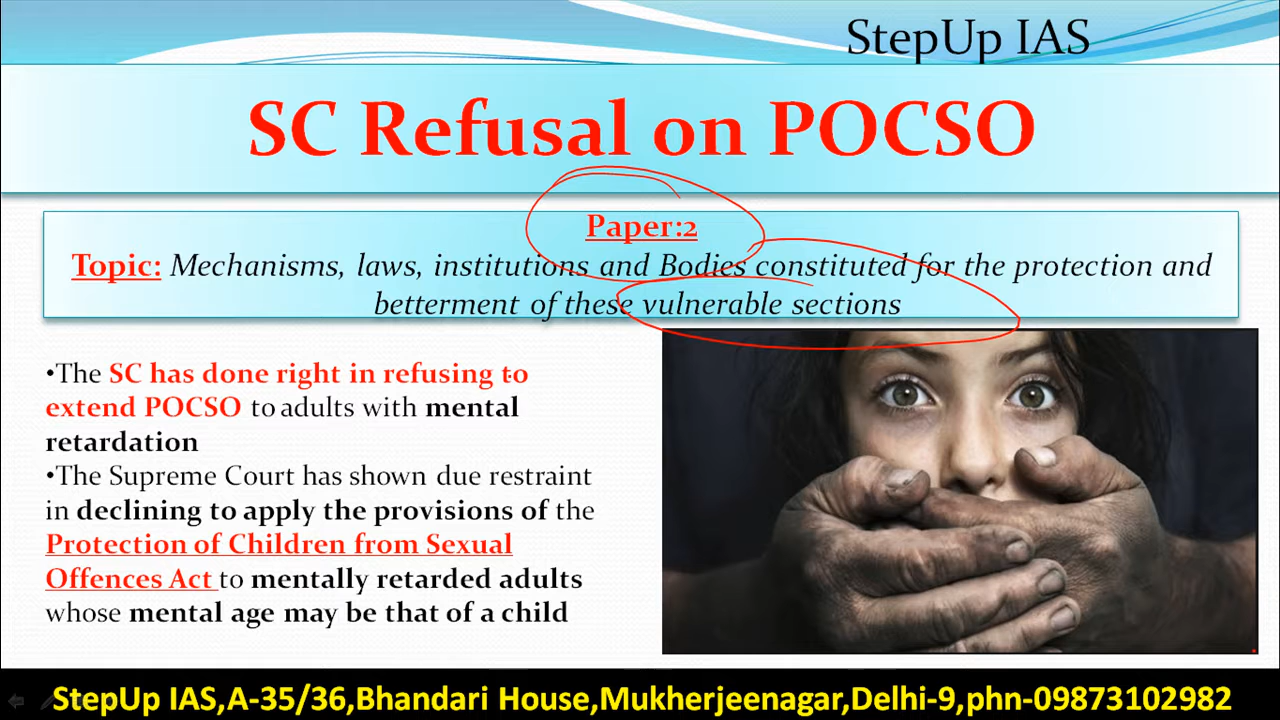 StepUp IAS
SC Refusal on POCSO
Paper:2
Topic: Mechanisms, laws, institutions and Bodies constituted for the protection and
betterment of these vulnerable sections
•The SC has done right in refusing to
extend POCSO to adults with mental
retardation
•The Supreme Court has shown due restraint
in declining to apply the provisions of the
Protection of Children from Sexual
Offences Act to mentally retarded adults
whose mental age may be that of a child
StepUp IAS,A-35/36,Bhandari House,Mukherjeenagar,Delhi-9,phn-09873102982